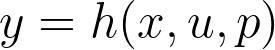 y = h(x, u, p)